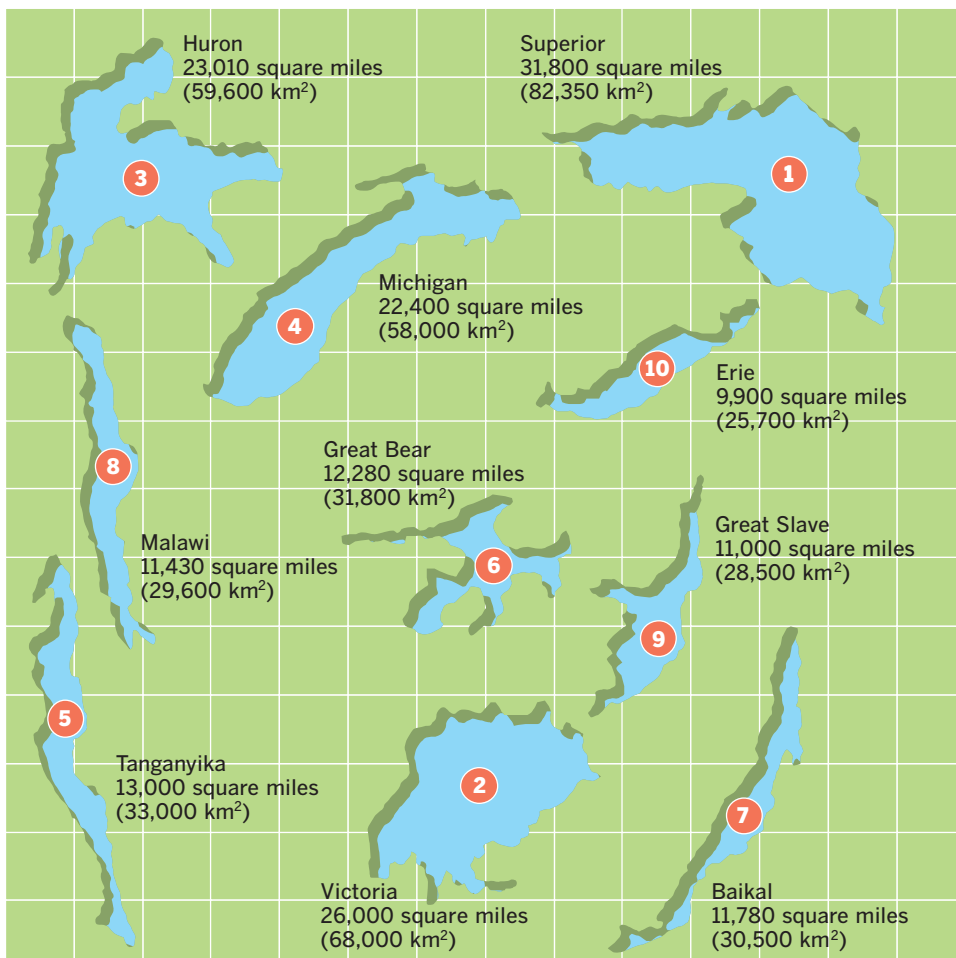 Huron
23,010 square miles
(59,600 km²)
3
Superior
31,800 square miles
(82,350 km²)
1
Michigan
22,400 square miles
(58,000 km²)
4
10
Erie
9,900 square miles
(25,700 km²)
8
Malawi
11,430 square miles
(29,600 km²)
Great Bear
12,280 square miles
(31,800 km²)
6
Great Slave
11,000 square miles
(28,500 km²)
9
5
Tanganyika
13,000 square miles
(33,000 km²)
2
Victoria
26,000 square miles
(68,000 km²)
7
Baikal
11,780 square miles
(30,500 km²)